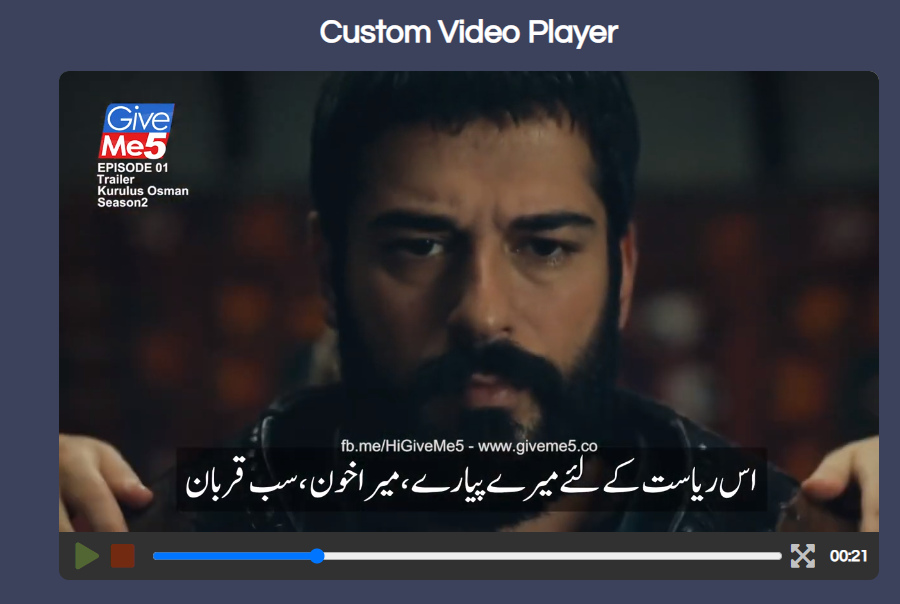 Custom Video Player
Give
Me5
EPISODE 01
Trailer
Kurulus Osman
Season2
fb.me/HiGiveMe5 - www.giveme5.co
اس ریاست کے لئے میرے پیارے، میرا خون، سب قربان
00:21